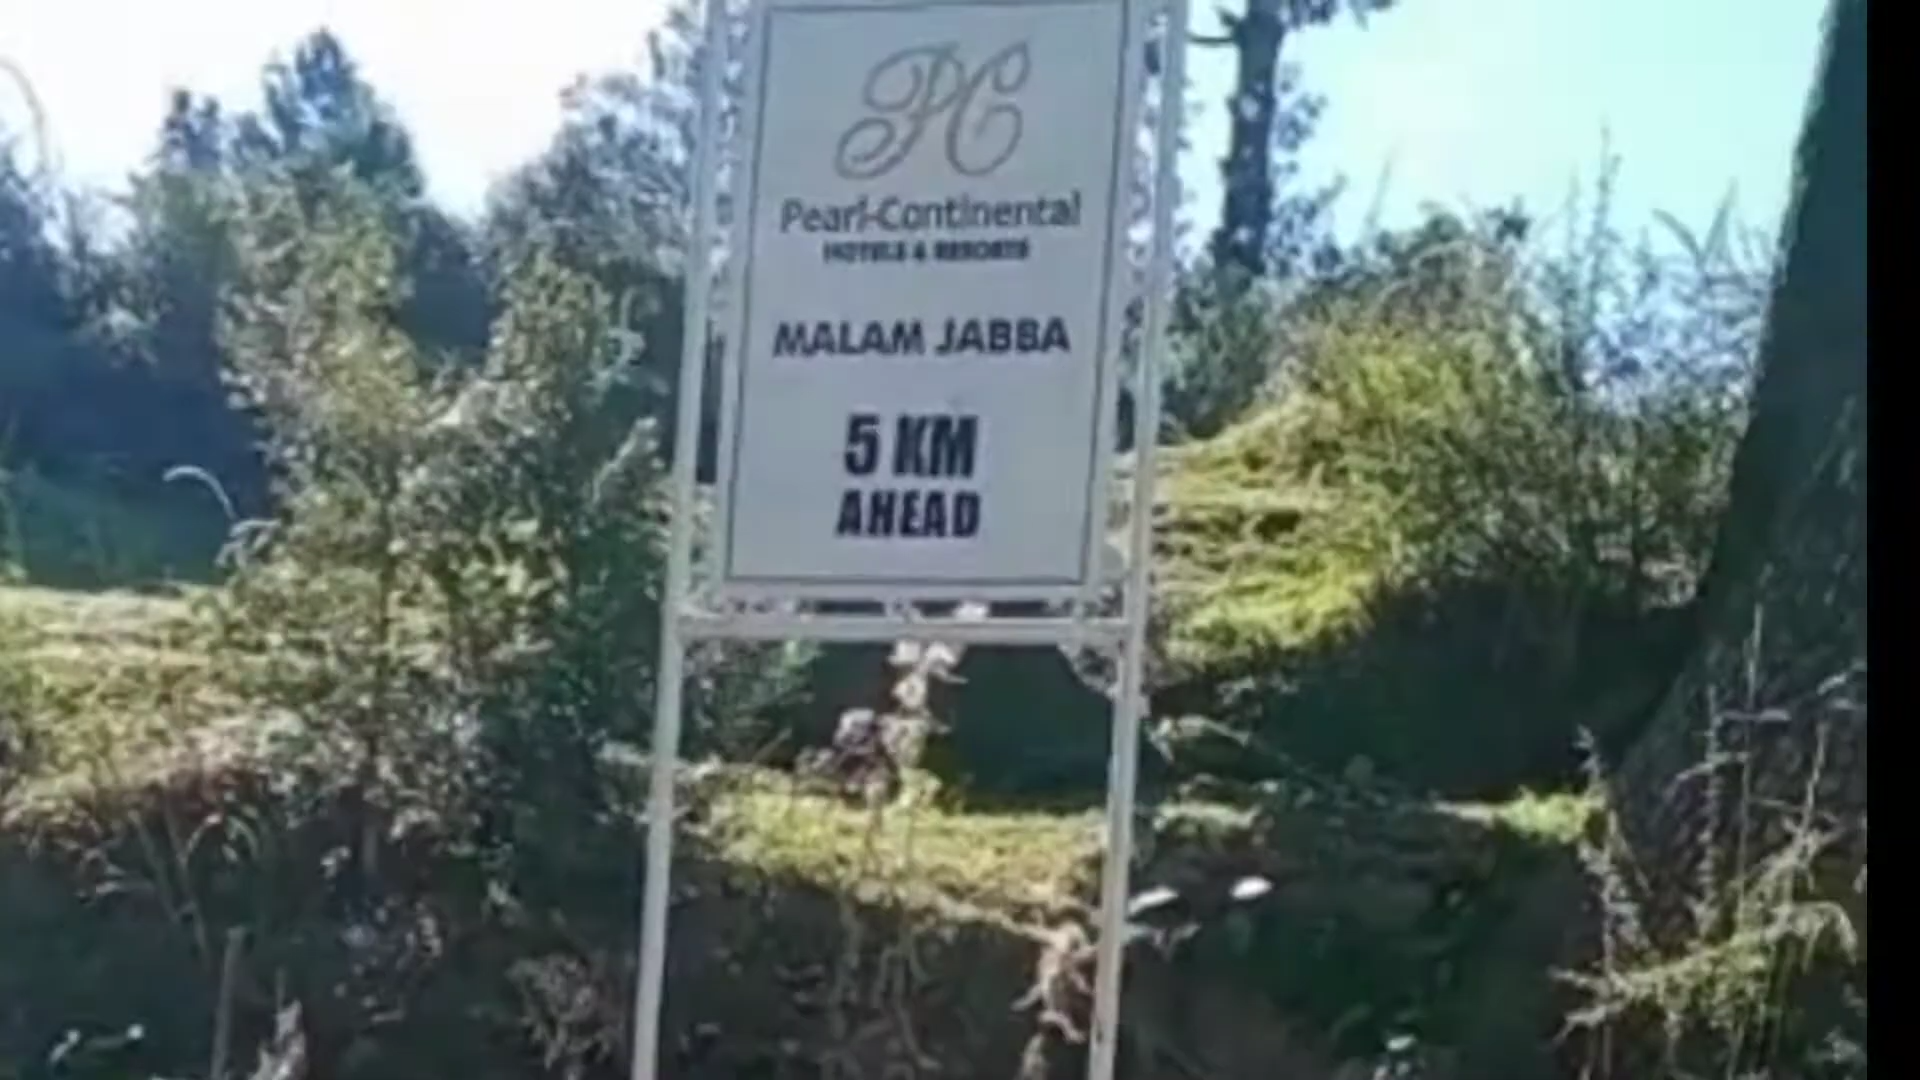 PC
Pearl-Continental
HOTELS & RESORTS
MALAM JABBA
5 KM
AHEAD